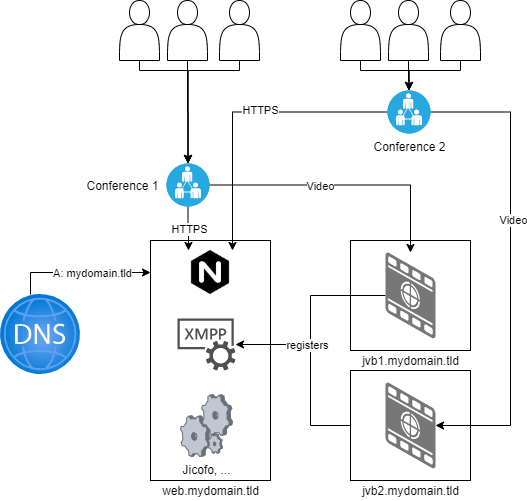 HTTPS
Conference 2
Conference 1
Video
Video
HTTPS
N
A: mydomain.tld
DNS
XMPP
registers
jvb1.mydomain.tld
Jicofo, ...
web.mydomain.tld
jvb2.mydomain.tld